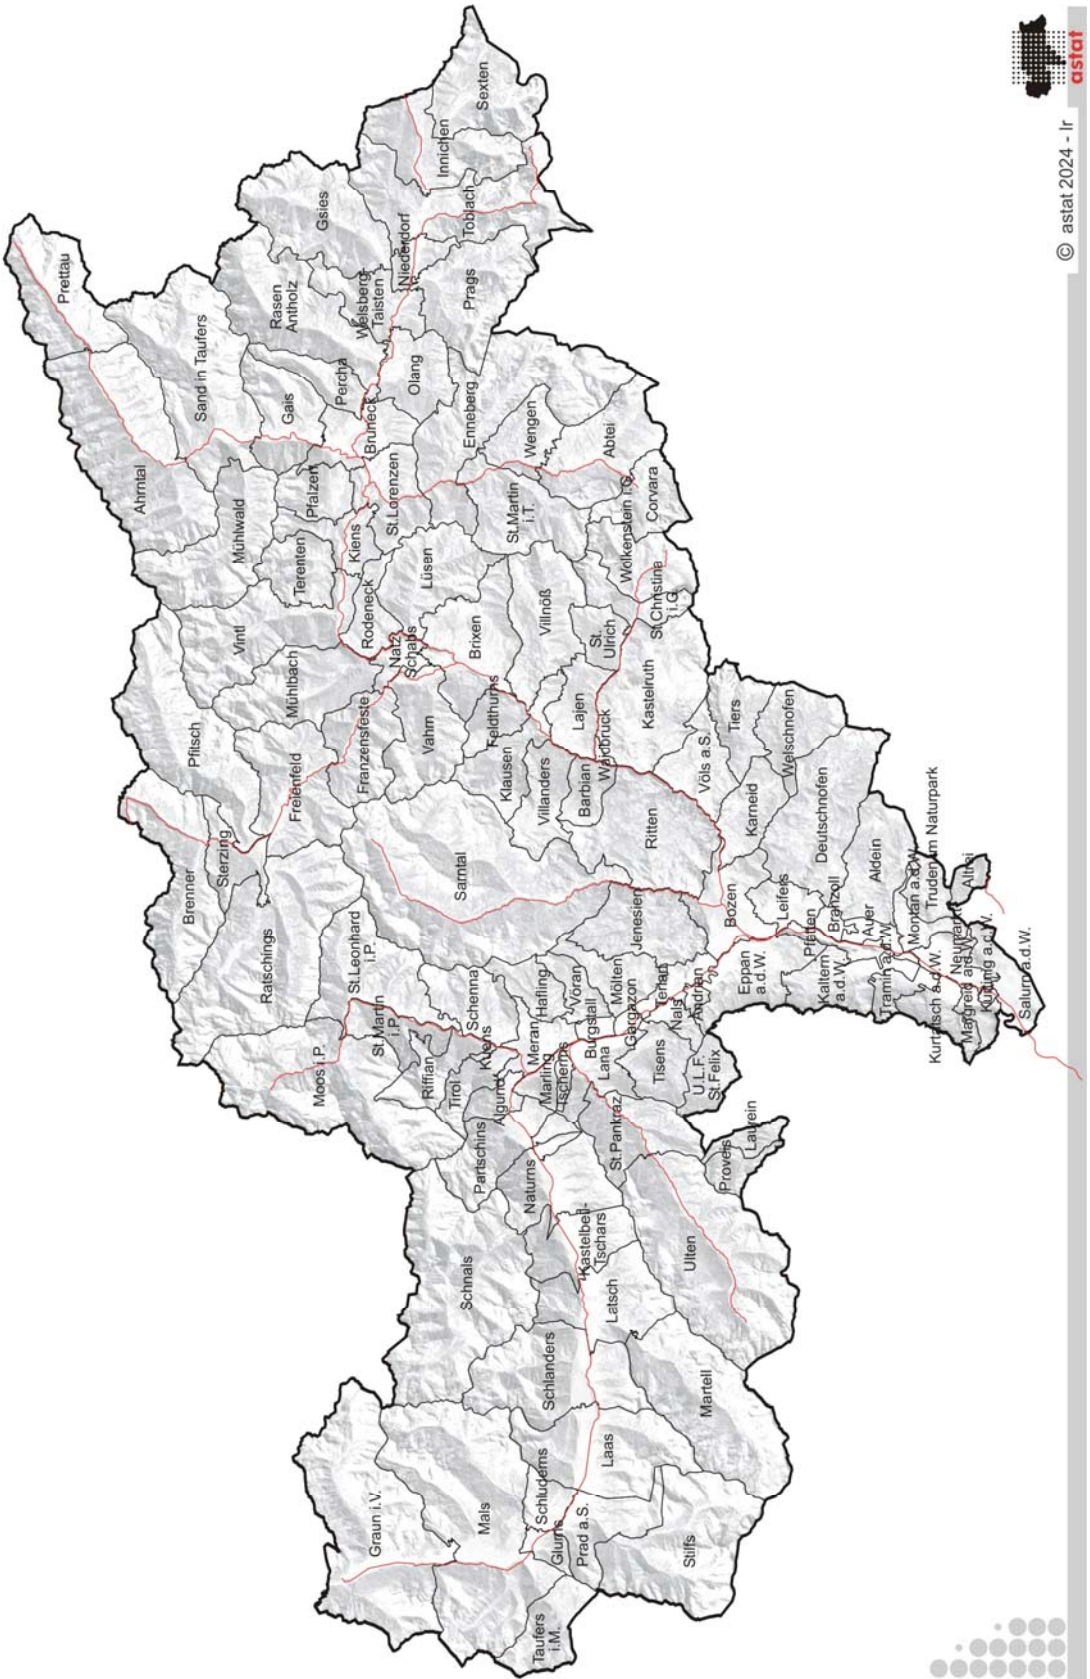 Prettau
Ahrntal
Sand in Taufers
Gsies
Sexten
Innichen
Toblach
Niederdorf
Prags
Welsberg-
Taisten
Rasen
Antholz
Percha
Olang
Gais
Bruneck
Enneberg
Wengen
Abtei
Corvara
Mühlwald
Pfalzen
St.Lorenzen
St.Martin
i.T.
Wolkenstein i.G.
Terenten
Kiens
Lüsen
St.Christina
i.G.
Vintl
Rodeneck
Natz
Schabs
Brixen
Villnöß
St.
Ulrich
Pfitsch
Mühlbach
Franzensfeste
Vahrn
Feldthurns
Lajen
Kastelruth
Freienfeld
Klausen
Villanders
Barbian
Waidbruck
Völs a.S.
Tiers
Welschnofen
Brenner
Sterzing
Sarntal
Ritten
Karneid
Deutschnofen
Ratschings
St.Leonhard
i.P.
Jenesien
Bozen
Leifers
Pfatten
Branzoll
Aldein
Auer
Montan a.d.W.
Truden im Naturpark
Altrei
Moos i.P.
St.Martin
i.P.
Schenna
Hafling
Vöran
Mölten
Terlan
Eppan
a.d.W.
Kaltern
a.d.W.
Tramin a.d.W.
Neumarkt
Kurtatsch a.d.W.
Margreid a.d.W.
Kurtinig a.d.W.
Salurn a.d.W.
Riffian
Kuens
Tirol
Meran
Burgstall
Gargazon
Nals
Andrian
Algund
Marling
Tscherms
Lana
Tisens
U.L.F.
St.Felix
Partschins
Naturns
St.Pankraz
Proveis
Laurein
Schnals
Kastelbell-
Tschars
Ulten
Latsch
Schlanders
Martell
Graun i.V.
Mals
Schluderns
Laas
Glurns
Prad a.S.
Stilfs
Taufers
i.M.
© astat 2024 - lr
astat